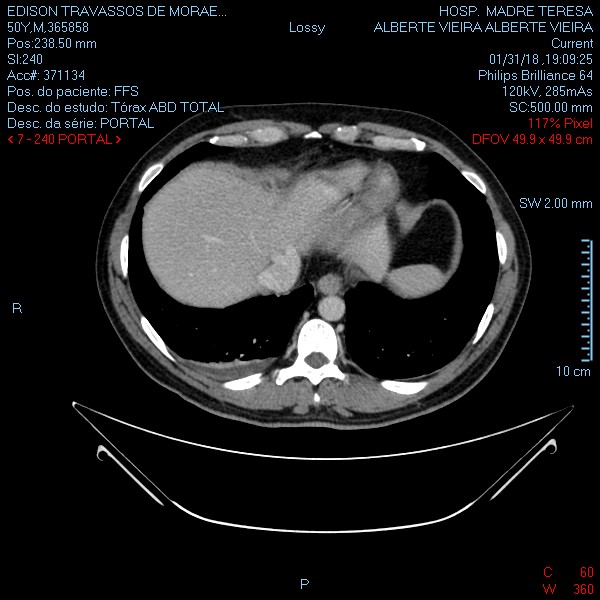 EDISON TRAVASSOS DE MORAE...
50Y,M,365858
Pos:238.50 mm
SI:240
Acc#: 371134
Pos. do paciente: FFS
Desc. do estudo: Tórax ABD TOTAL
Desc. da série: PORTAL
< 7 - 240 PORTAL >
Lossy
HOSP. MADRE TERESA
ALBERTE VIEIRA ALBERTE VIEIRA
Current
01/31/18 ,19:09:25
Philips Brilliance 64
120kV, 285mAs
SC:500.00 mm
117% Pixel
DFOV 49.9 x 49.9 cm
SW 2.00 mm
R
10 cm
P
C 60
W 360